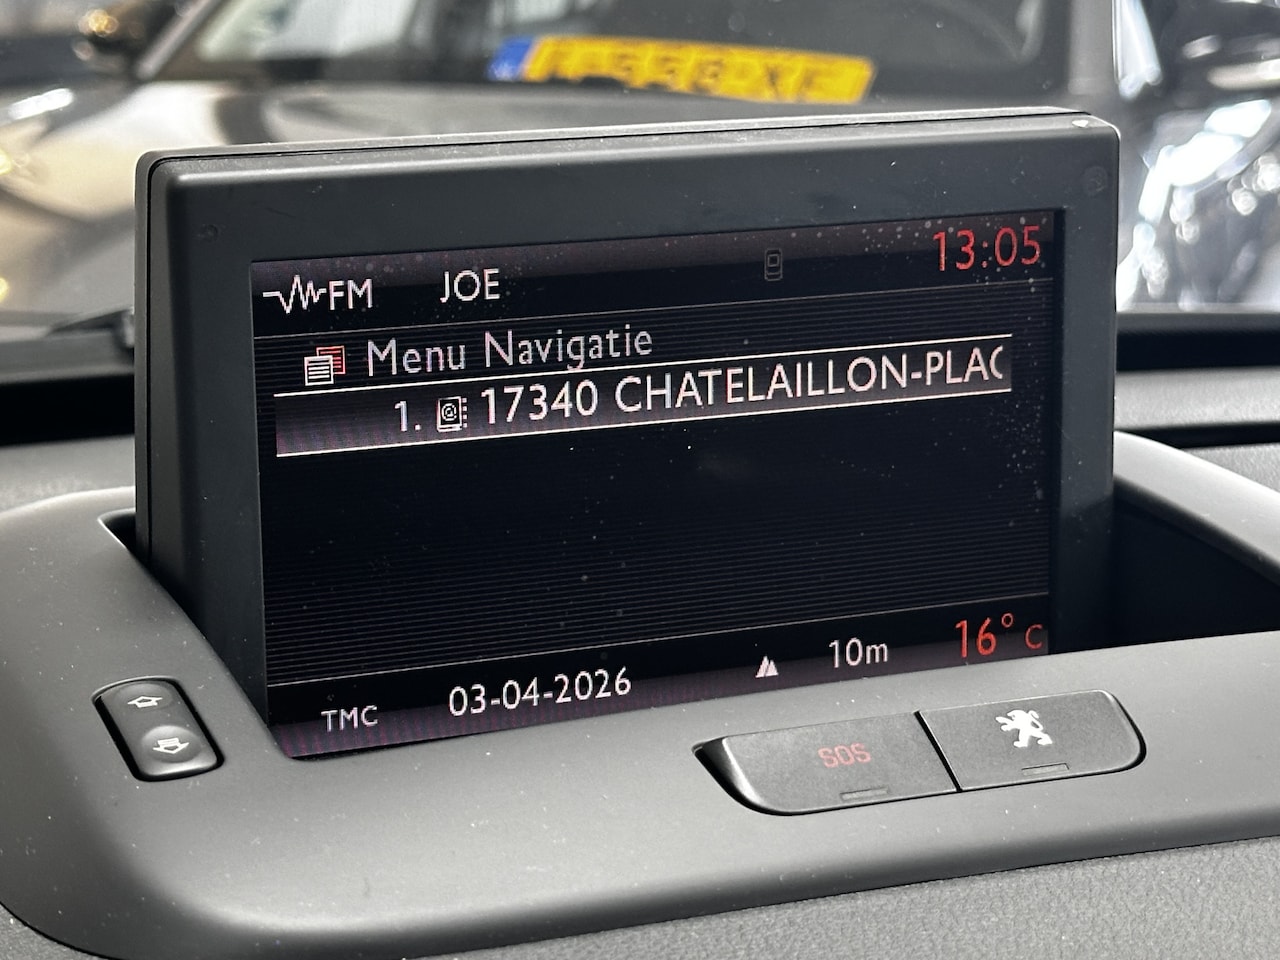 FM JOE 13:05
Menu Navigatie
1. 17340 CHATELAILLON-PLAC
TMC 03-04-2026 10m 16° C
SOS